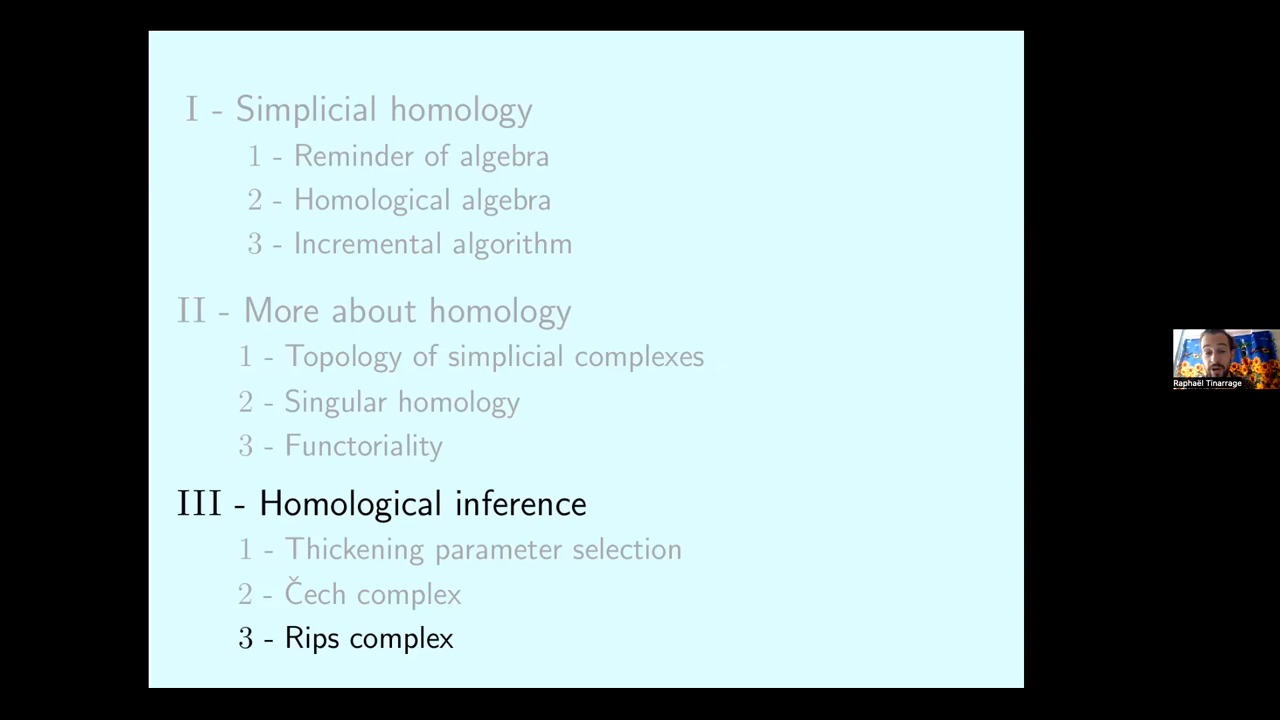 I - Simplicial homology
1 - Reminder of algebra
2 - Homological algebra
3 - Incremental algorithm
II - More about homology
1 - Topology of simplicial complexes
2 - Singular homology
3 - Functoriality
III - Homological inference
1 - Thickening parameter selection
2 - Čech complex
3 - Rips complex
Raphaël Tinarrage